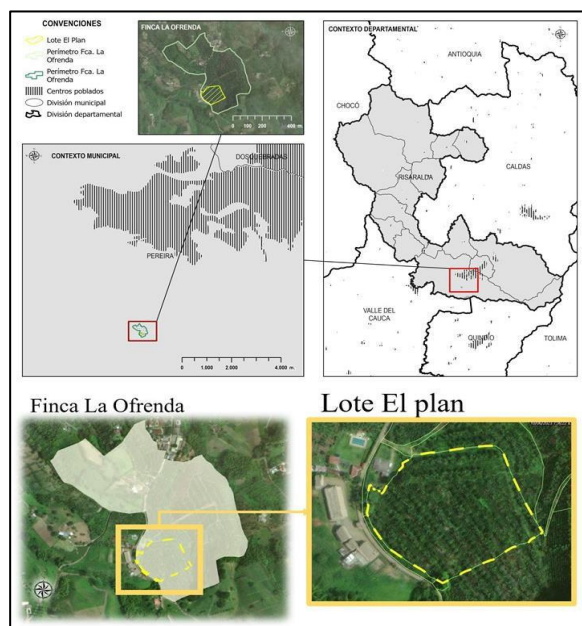 CONVENCIONES
Lote El Plan
Perímetro Fca. La
Ofrenda
Perímetro Fca. La
Ofrenda
Centros poblados
División municipal
División departamental
FINCA LA OFRENDA
0 100 200 400 m
CONTEXTO MUNICIPAL
DOSQUEBRADAS
PEREIRA
0 1.000 2.000 4.000 m
CONTEXTO DEPARTAMENTAL
ANTIOQUIA
CHOCÓ
CALDAS
RISARALDA
VALLE DEL
CAUCA
QUINDIO
TOLIMA
Finca La Ofrenda
Lote El plan